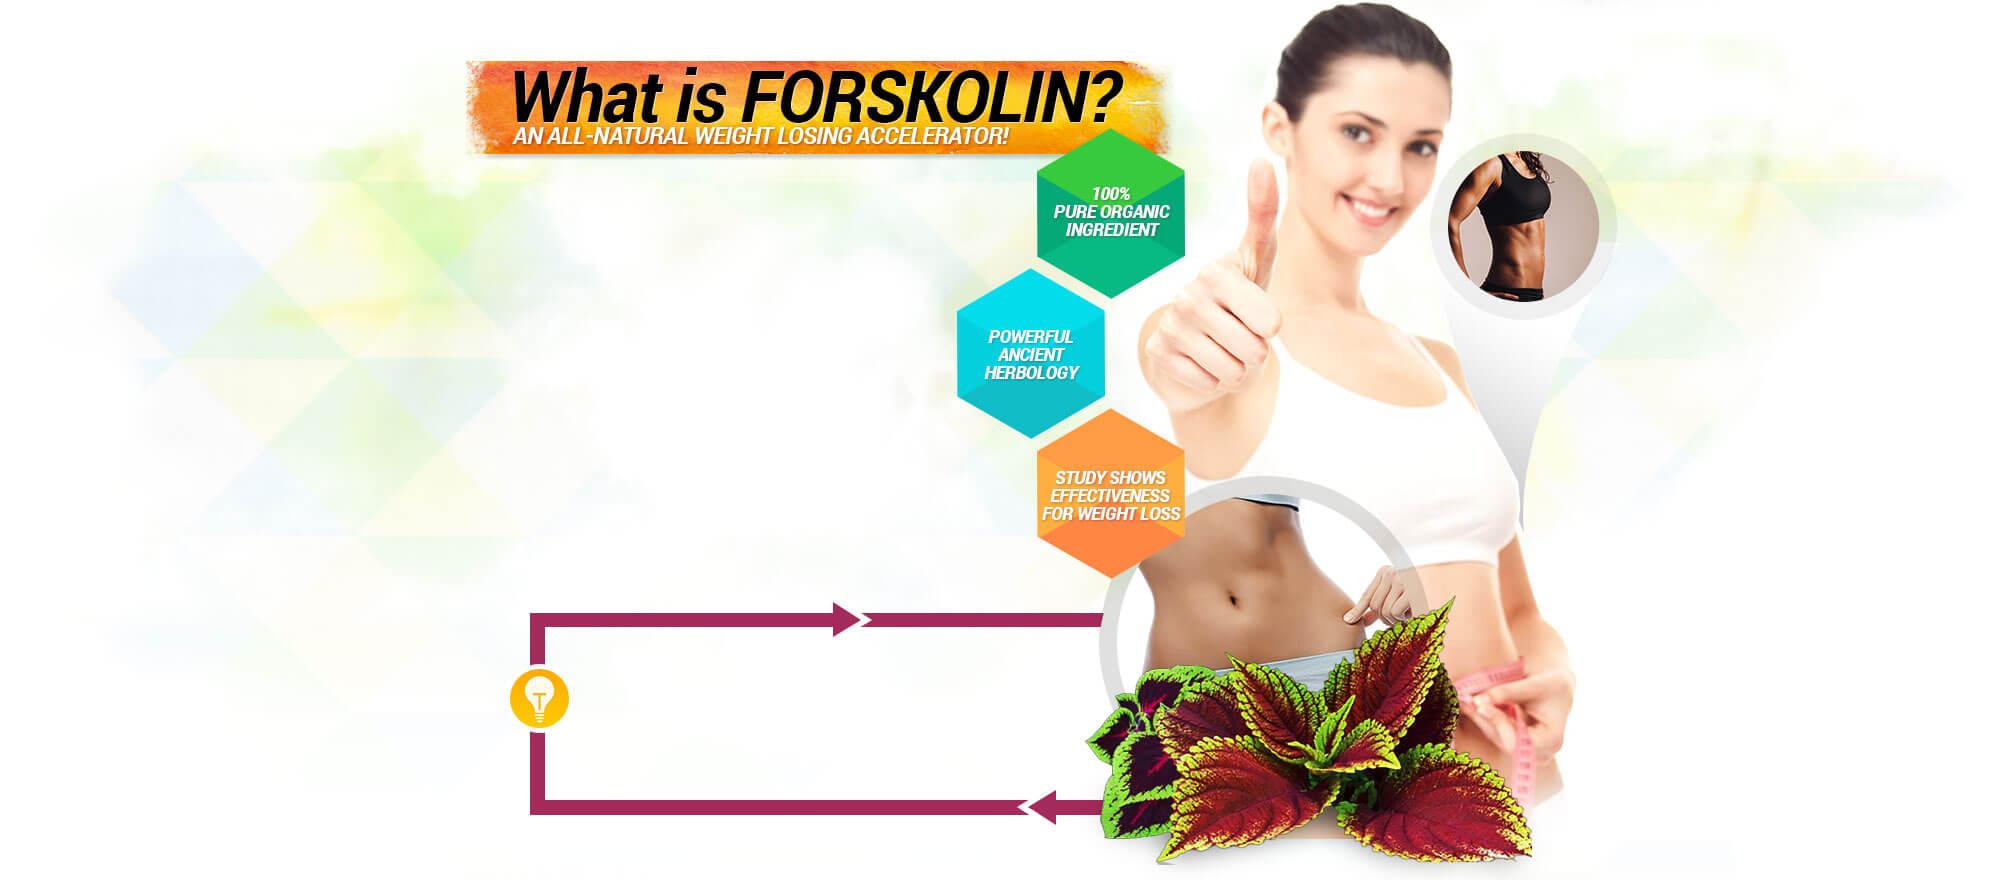 What is FORSKOLIN?
AN ALL-NATURAL WEIGHT LOSING ACCELERATOR!
100%
PURE ORGANIC
INGREDIENT
POWERFUL
ANCIENT
HERBOLOGY
STUDY SHOWS
EFFECTIVENESS
FOR WEIGHT LOSS